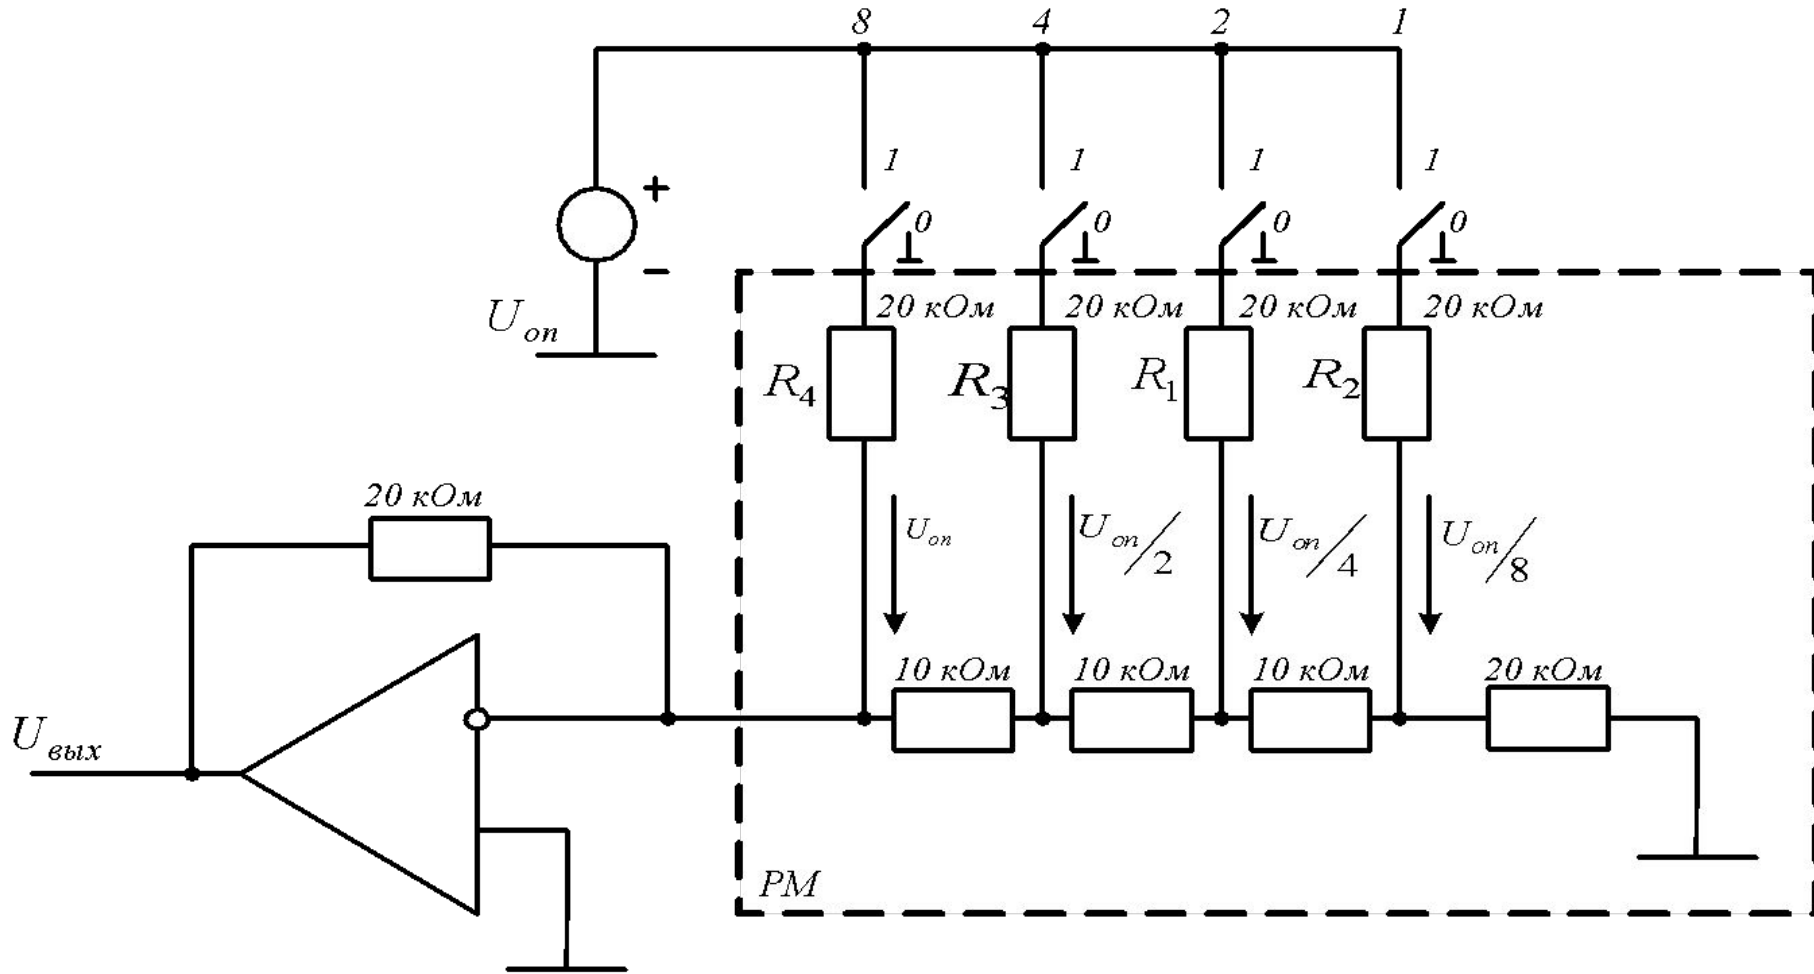 8 4 2 1
1 1 1 1
0 0 0 0
+
−
U оп
20 кОм 20 кОм 20 кОм 20 кОм
R4 R3 R1 R2
20 кОм
Uоп Uоп/2 Uоп/4 Uоп/8
10 кОм 10 кОм 10 кОм 20 кОм
Uвых
РМ